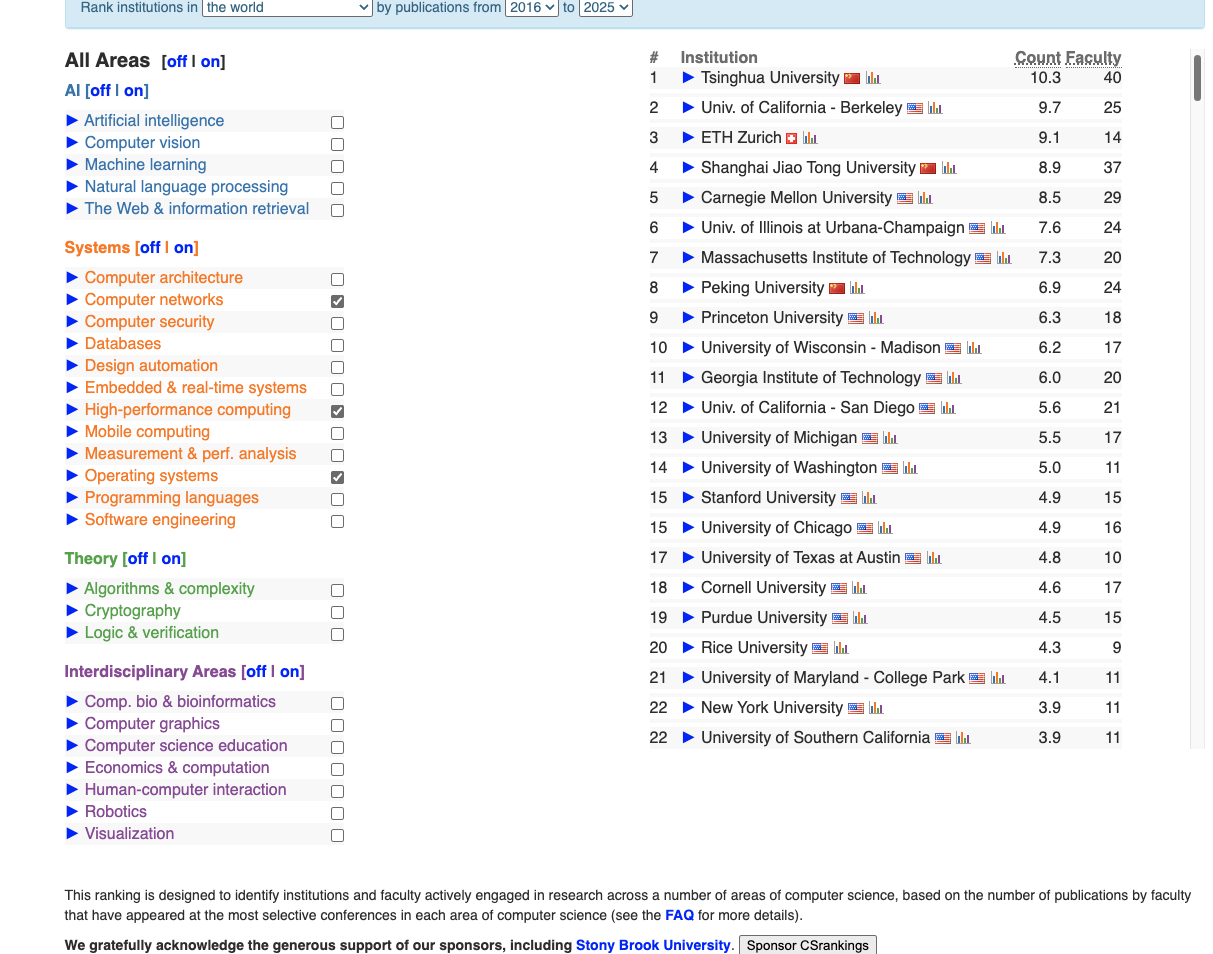 Rank institutions in the world by publications from 2016 to 2025
All Areas [off | on]
AI [off | on]
Artificial intelligence
Computer vision
Machine learning
Natural language processing
The Web & information retrieval
Systems [off | on]
Computer architecture
Computer networks
Computer security
Databases
Design automation
Embedded & real-time systems
High-performance computing
Mobile computing
Measurement & perf. analysis
Operating systems
Programming languages
Software engineering
Theory [off | on]
Algorithms & complexity
Cryptography
Logic & verification
Interdisciplinary Areas [off | on]
Comp. bio & bioinformatics
Computer graphics
Computer science education
Economics & computation
Human-computer interaction
Robotics
Visualization
# Institution Count Faculty
1 Tsinghua University 10.3 40
2 Univ. of California - Berkeley 9.7 25
3 ETH Zurich 9.1 14
4 Shanghai Jiao Tong University 8.9 37
5 Carnegie Mellon University 8.5 29
6 Univ. of Illinois at Urbana-Champaign 7.6 24
7 Massachusetts Institute of Technology 7.3 20
8 Peking University 6.9 24
9 Princeton University 6.3 18
10 University of Wisconsin - Madison 6.2 17
11 Georgia Institute of Technology 6.0 20
12 Univ. of California - San Diego 5.6 21
13 University of Michigan 5.5 17
14 University of Washington 5.0 11
15 Stanford University 4.9 15
15 University of Chicago 4.9 16
17 University of Texas at Austin 4.8 10
18 Cornell University 4.6 17
19 Purdue University 4.5 15
20 Rice University 4.3 9
21 University of Maryland - College Park 4.1 11
22 New York University 3.9 11
22 University of Southern California 3.9 11
This ranking is designed to identify institutions and faculty actively engaged in research across a number of areas of computer science, based on the number of publications by faculty
that have appeared at the most selective conferences in each area of computer science (see the FAQ for more details).
We gratefully acknowledge the generous support of our sponsors, including Stony Brook University. Sponsor CSrankings